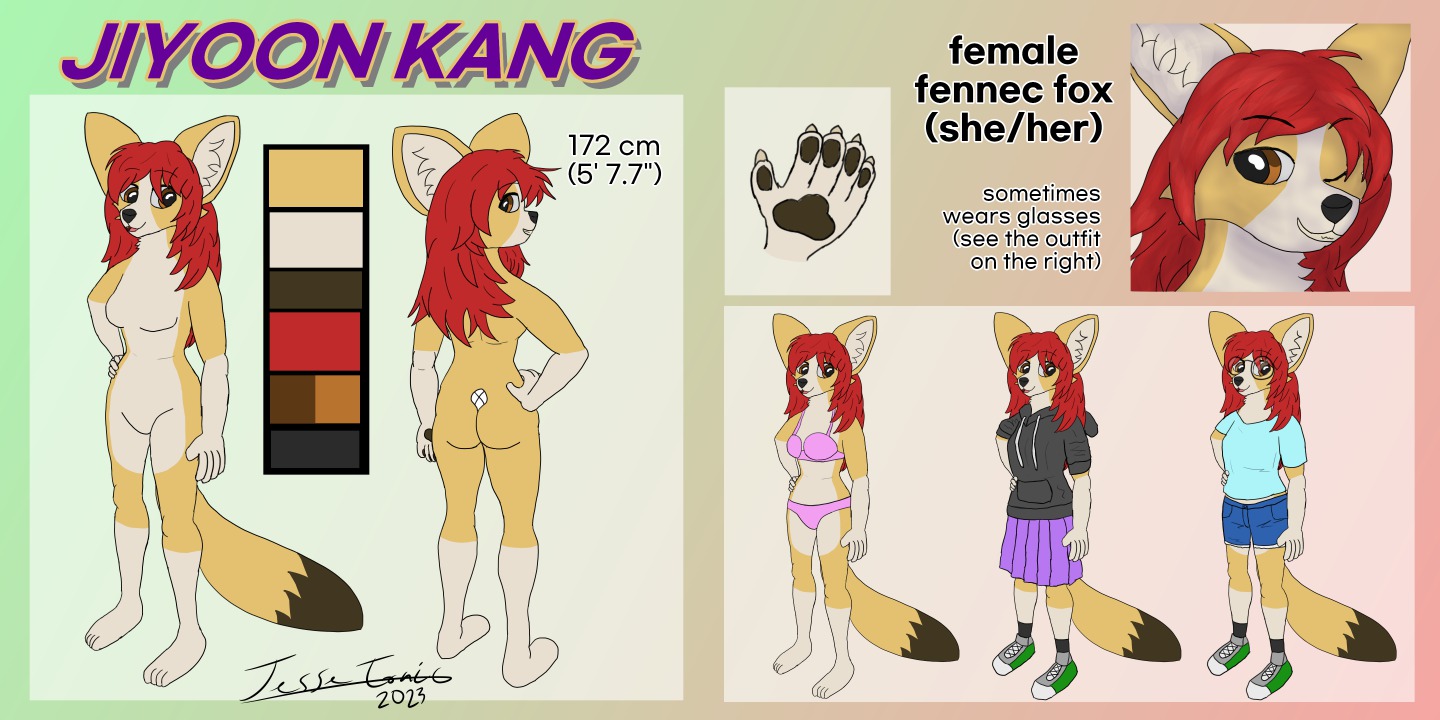 JIYOON KANG
172 cm
(5' 7.7")
female
fennec fox
(she/her)
sometimes
wears glasses
(see the outfit
on the right)
Jesse
2023